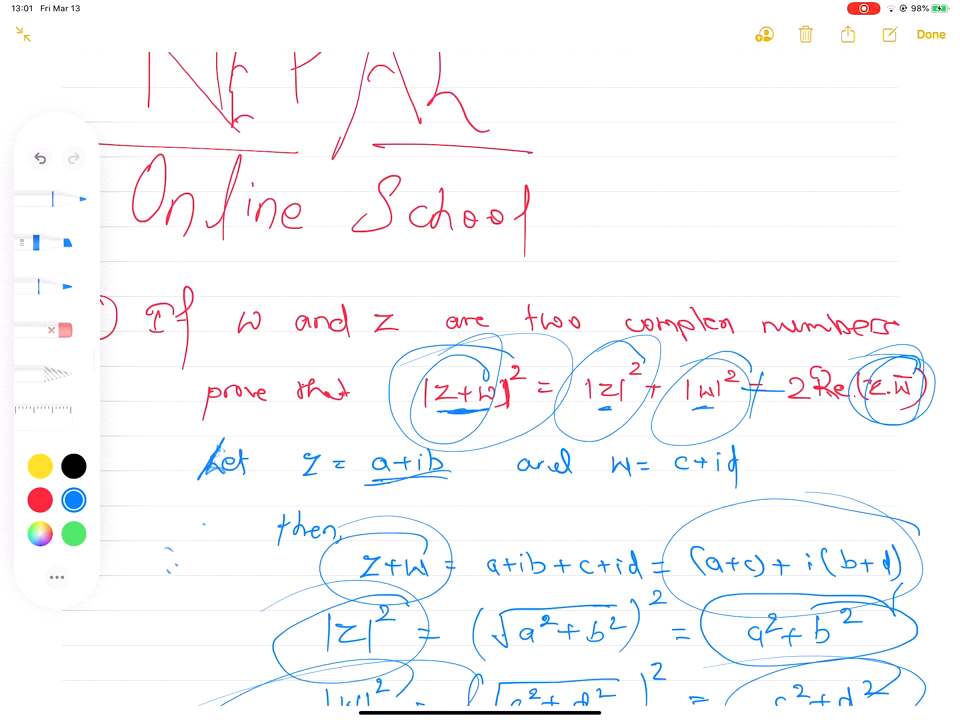 13:01 Fri Mar 13
98%
Done
Online School
) If w and z are two complex numbers
prove that |z+w|² = |z|² + |w|² + 2Re.(z.w̄)
Let z = a+ib and w = c+id
then,
∴ z+w = a+ib+c+id = (a+c)+i(b+d)
|z|² = (√a²+b²)² = a²+b²
|w|² = (√c²+d²)² = c²+d²